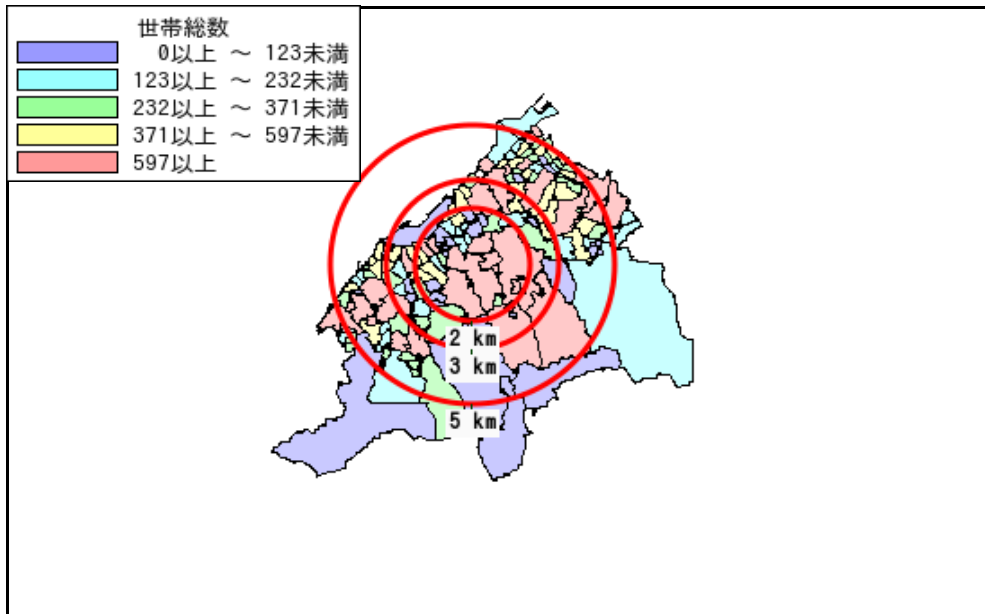 世帯総数
0以上 ～ 123未満
123以上 ～ 232未満
232以上 ～ 371未満
371以上 ～ 597未満
597以上
2 km
3 km
5 km